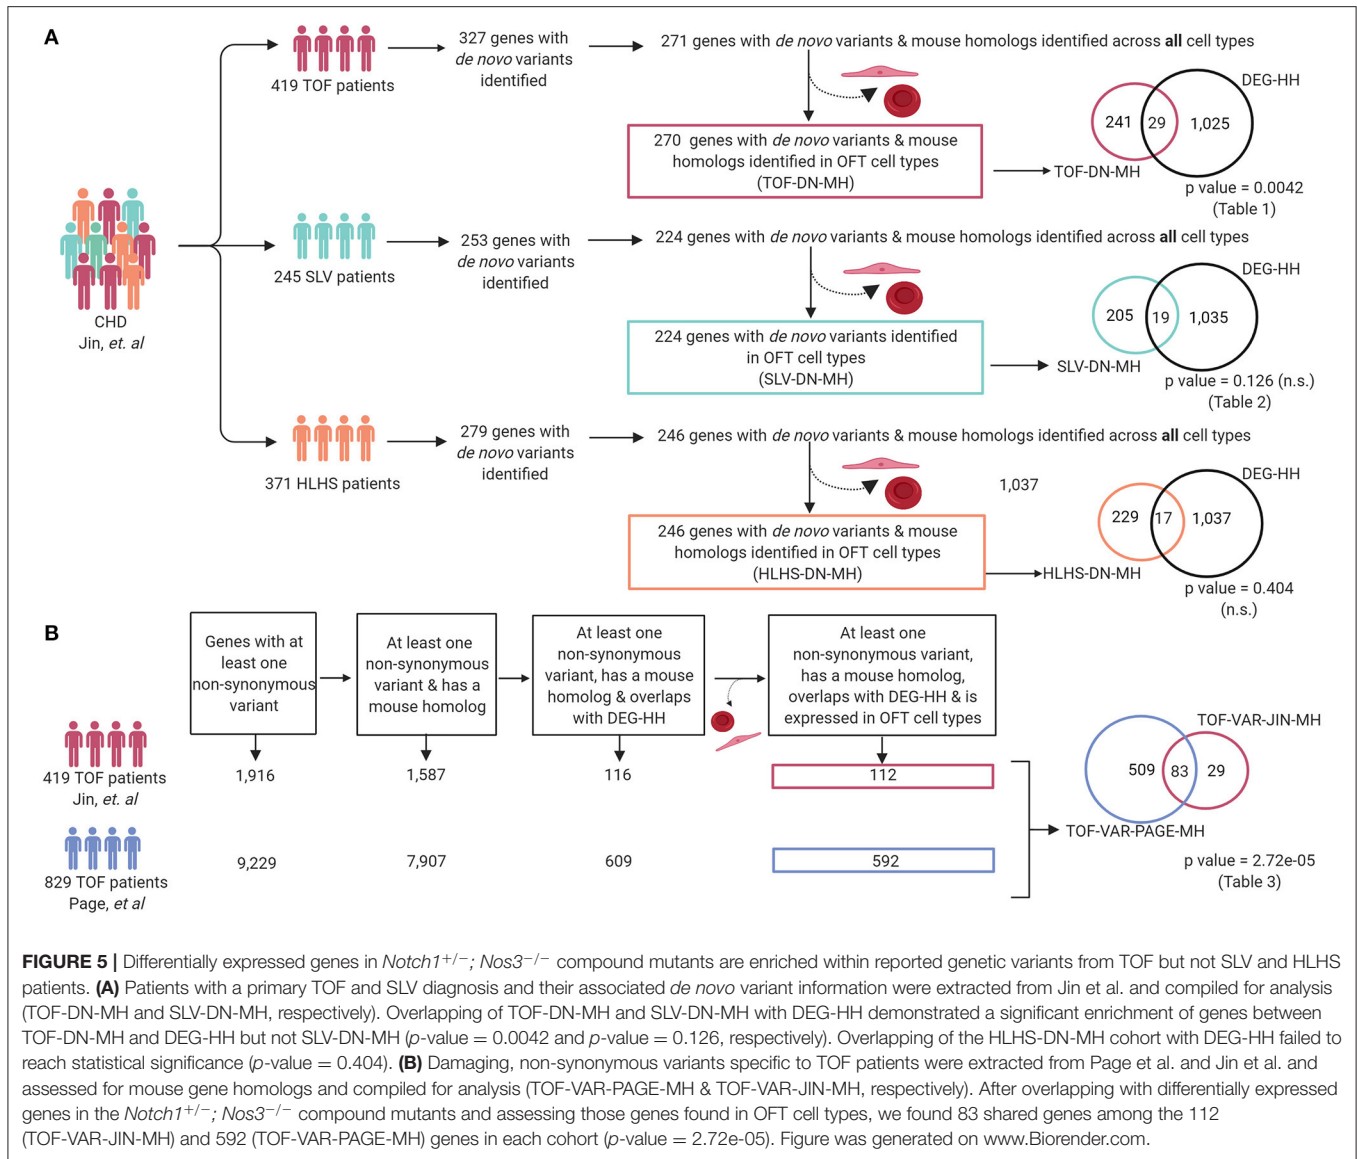 A
419 TOF patients
327 genes with
de novo variants
identified
271 genes with de novo variants & mouse homologs identified across all cell types
270 genes with de novo variants & mouse
homologs identified in OFT cell types
(TOF-DN-MH)
DEG-HH
241 29 1,025
TOF-DN-MH
p value = 0.0042
(Table 1)
CHD
Jin, et. al
245 SLV patients
253 genes with
de novo variants
identified
224 genes with de novo variants & mouse homologs identified across all cell types
224 genes with de novo variants identified
in OFT cell types
(SLV-DN-MH)
DEG-HH
205 19 1,035
SLV-DN-MH
p value = 0.126 (n.s.)
(Table 2)
371 HLHS patients
279 genes with
de novo variants
identified
246 genes with de novo variants & mouse homologs identified across all cell types
1,037
246 genes with de novo variants & mouse
homologs identified in OFT cell types
(HLHS-DN-MH)
DEG-HH
229 17 1,037
HLHS-DN-MH
p value = 0.404
(n.s.)
B
Genes with at
least one
non-synonymous
variant
At least one
non-synonymous
variant & has a
mouse homolog
At least one
non-synonymous
variant, has a mouse
homolog & overlaps
with DEG-HH
At least one
non-synonymous variant,
has a mouse homolog,
overlaps with DEG-HH & is
expressed in OFT cell types
419 TOF patients
Jin, et. al
1,916 1,587 116 112
829 TOF patients
Page, et al
9,229 7,907 609 592
TOF-VAR-JIN-MH
509 83 29
TOF-VAR-PAGE-MH
p value = 2.72e-05
(Table 3)
FIGURE 5 | Differentially expressed genes in Notch1+/−; Nos3−/− compound mutants are enriched within reported genetic variants from TOF but not SLV and HLHS
patients. (A) Patients with a primary TOF and SLV diagnosis and their associated de novo variant information were extracted from Jin et al. and compiled for analysis
(TOF-DN-MH and SLV-DN-MH, respectively). Overlapping of TOF-DN-MH and SLV-DN-MH with DEG-HH demonstrated a significant enrichment of genes between
TOF-DN-MH and DEG-HH but not SLV-DN-MH (p-value = 0.0042 and p-value = 0.126, respectively). Overlapping of the HLHS-DN-MH cohort with DEG-HH failed to
reach statistical significance (p-value = 0.404). (B) Damaging, non-synonymous variants specific to TOF patients were extracted from Page et al. and Jin et al. and
assessed for mouse gene homologs and compiled for analysis (TOF-VAR-PAGE-MH & TOF-VAR-JIN-MH, respectively). After overlapping with differentially expressed
genes in the Notch1+/−; Nos3−/− compound mutants and assessing those genes found in OFT cell types, we found 83 shared genes among the 112
(TOF-VAR-JIN-MH) and 592 (TOF-VAR-PAGE-MH) genes in each cohort (p-value = 2.72e-05). Figure was generated on www.Biorender.com.